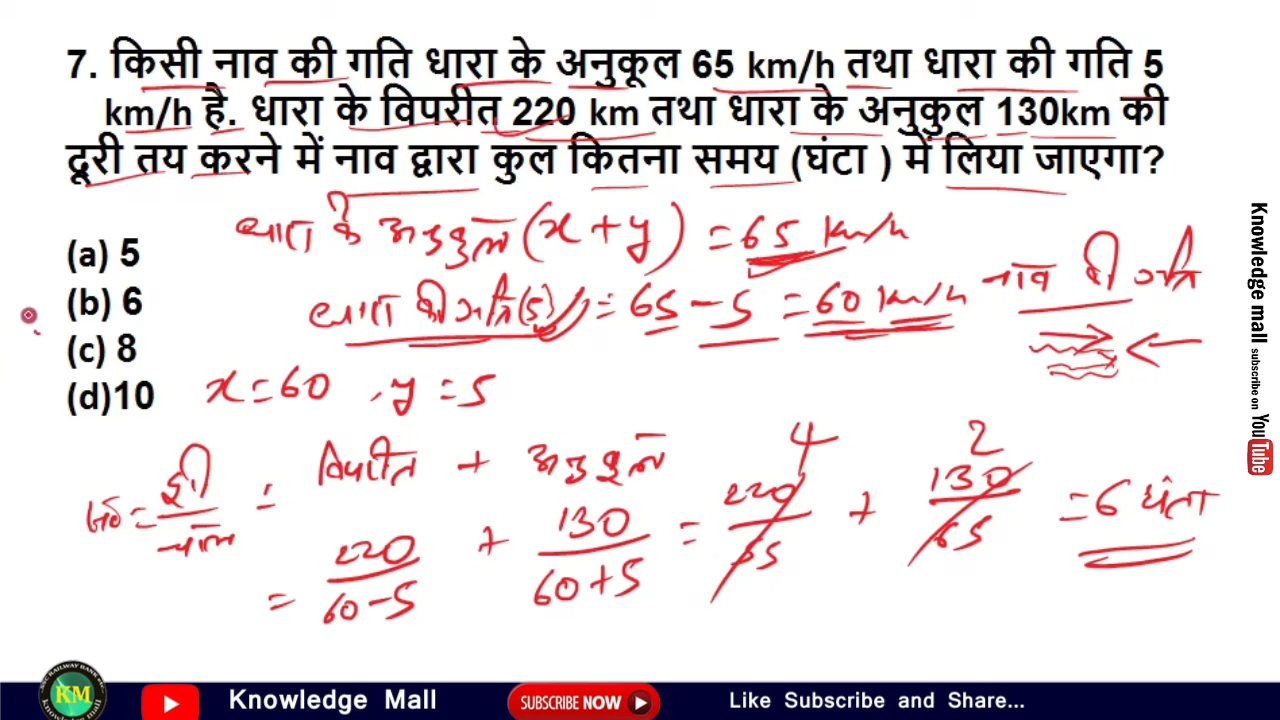 7. किसी नाव की गति धारा के अनुकूल 65 km/h तथा धारा की गति 5
km/h है. धारा के विपरीत 220 km तथा धारा के अनुकुल 130km की
दूरी तय करने में नाव द्वारा कुल कितना समय (घंटा ) में लिया जाएगा?
धारा के अनुकूल (x + y) = 65 km/h
(a) 5
(b) 6
(c) 8
(d)10
धारा की गति (5) = 65 - 5 = 60 km/h
नाव की गति
x = 60 , y = 5
= दूरी / चाल = विपरीत + अनुकूल
= 220 / 60 - 5 + 130 / 60 + 5 = 220 / 55 + 130 / 65 = 6 घंटा
4 2
Knowledge mall subscribe on YouTube
KM
Knowledge Mall
SUBSCRIBE NOW
Like Subscribe and Share...